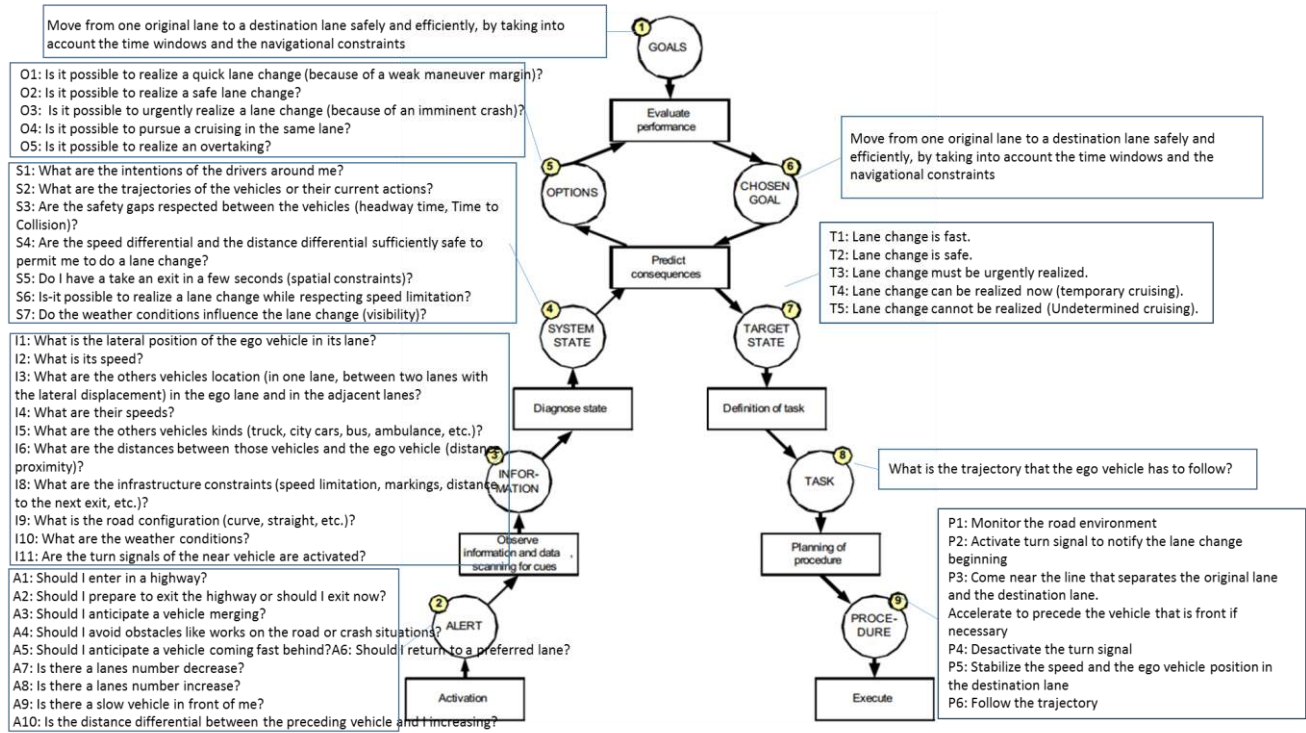 Move from one original lane to a destination lane safely and efficiently, by taking into
account the time windows and the navigational constraints
1
GOALS
O1: Is it possible to realize a quick lane change (because of a weak maneuver margin)?
O2: Is it possible to realize a safe lane change?
O3:  Is it possible to urgently realize a lane change (because of an imminent crash)?
O4: Is it possible to pursue a cruising in the same lane?
O5: Is it possible to realize an overtaking?
Evaluate
performance
5
OPTIONS
6
CHOSEN
GOAL
Move from one original lane to a destination lane safely and
efficiently, by taking into account the time windows and the
navigational constraints
S1: What are the intentions of the drivers around me?
S2: What are the trajectories of the vehicles or their current actions?
S3: Are the safety gaps respected between the vehicles (headway time, Time to
Collision)?
S4: Are the speed differential and the distance differential sufficiently safe to
permit me to do a lane change?
S5: Do I have a take an exit in a few seconds (spatial constraints)?
S6: Is-it possible to realize a lane change while respecting speed limitation?
S7: Do the weather conditions influence the lane change (visibility)?
Predict
consequences
T1: Lane change is fast.
T2: Lane change is safe.
T3: Lane change must be urgently realized.
T4: Lane change can be realized now (temporary cruising).
T5: Lane change cannot be realized (Undetermined cruising).
4
SYSTEM
STATE
7
TARGET
STATE
I1: What is the lateral position of the ego vehicle in its lane?
I2: What is its speed?
I3: What are the others vehicles location (in one lane, between two lanes with
the lateral displacement) in the ego lane and in the adjacent lanes?
I4: What are their speeds?
I5: What are the others vehicles kinds (truck, city cars, bus, ambulance, etc.)?
I6: What are the distances between those vehicles and the ego vehicle (distance
proximity)?
I8: What are the infrastructure constraints (speed limitation, markings, distance
to the next exit, etc.)?
I9: What is the road configuration (curve, straight, etc.)?
I10: What are the weather conditions?
I11: Are the turn signals of the near vehicle are activated?
Diagnose state
Definition of task
3
INFOR-
MATION
8
TASK
What is the trajectory that the ego vehicle has to follow?
Observe
information and data
scanning for cues
Planning of
procedure
P1: Monitor the road environment
P2: Activate turn signal to notify the lane change
beginning
P3: Come near the line that separates the original lane
and the destination lane.
Accelerate to precede the vehicle that is front if
necessary
P4: Desactivate the turn signal
P5: Stabilize the speed and the ego vehicle position in
the destination lane
P6: Follow the trajectory
A1: Should I enter in a highway?
A2: Should I prepare to exit the highway or should I exit now?
A3: Should I anticipate a vehicle merging?
A4: Should I avoid obstacles like works on the road or crash situations?
A5: Should I anticipate a vehicle coming fast behind?A6: Should I return to a preferred lane?
A7: Is there a lanes number decrease?
A8: Is there a lanes number increase?
A9: Is there a slow vehicle in front of me?
A10: Is the distance differential between the preceding vehicle and I increasing?
2
ALERT
9
PROCE-
DURE
Activation
Execute